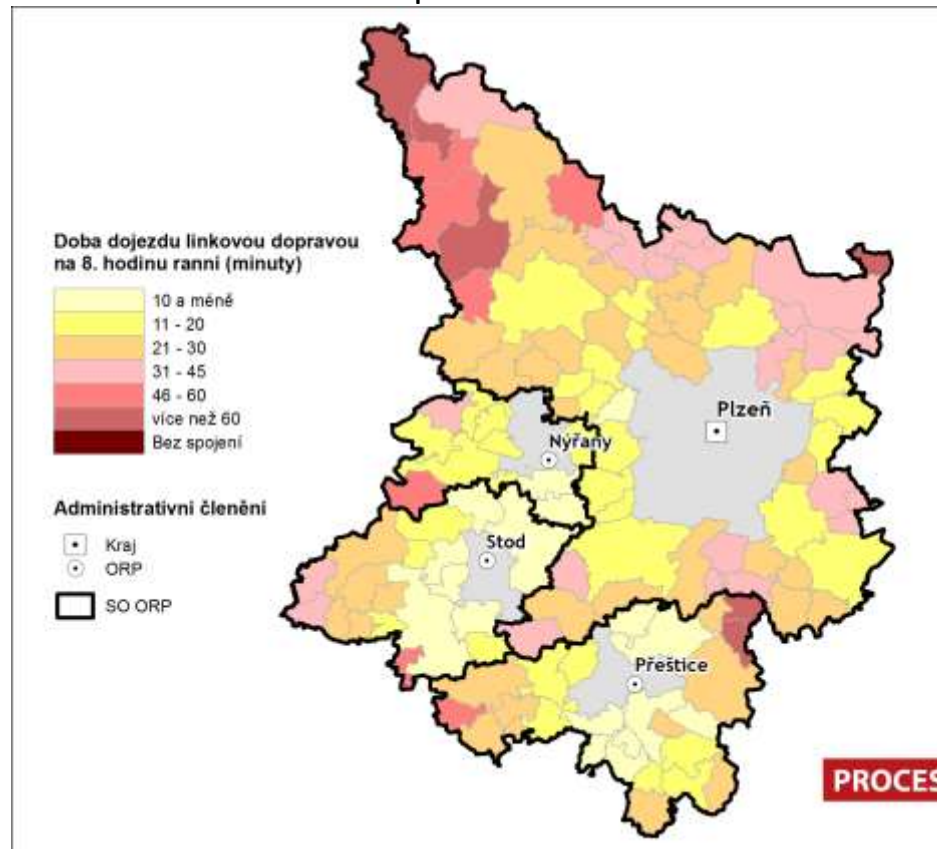 Doba dojezdu linkovou dopravou
na 8. hodinu ranní (minuty)
10 a méně
11 - 20
21 - 30
31 - 45
46 - 60
více než 60
Bez spojení
Administrativní členění
Kraj
ORP
SO ORP
Plzeň
Nýřany
Stod
Přeštice
PROCES